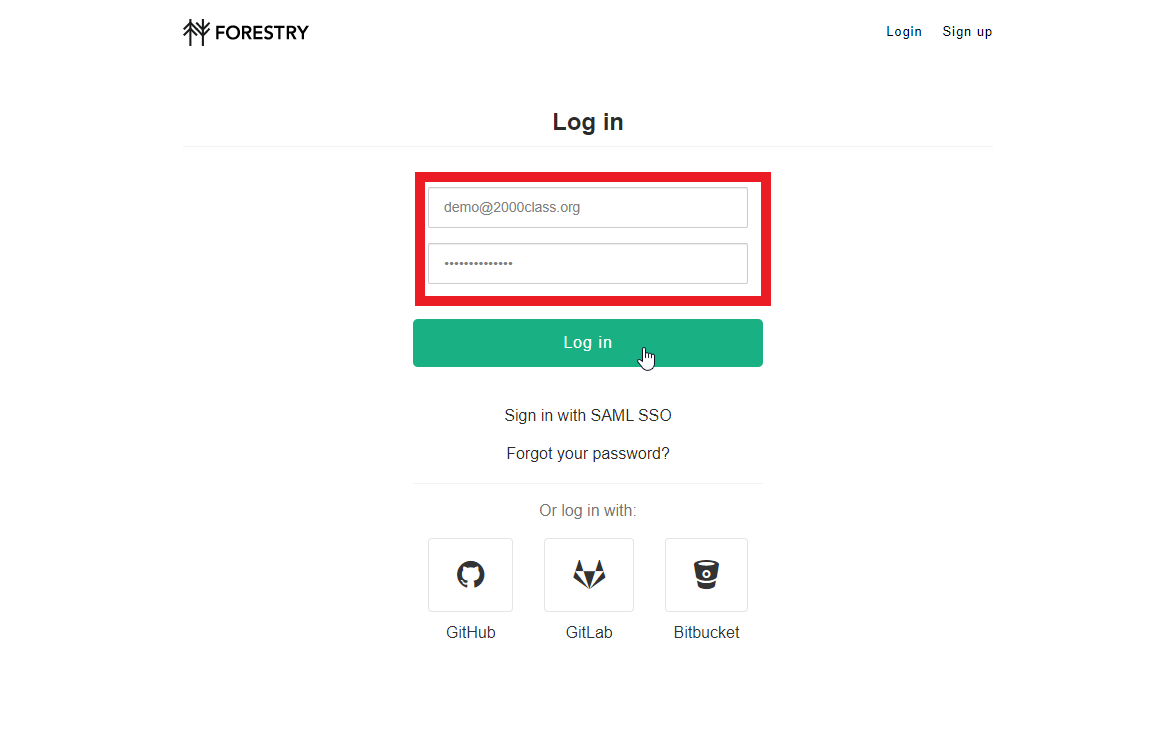 FORESTRY
Login Sign up
Log in
demo@2000class.org
••••••••••••••
Log in
Sign in with SAML SSO
Forgot your password?
Or log in with:
GitHub GitLab Bitbucket